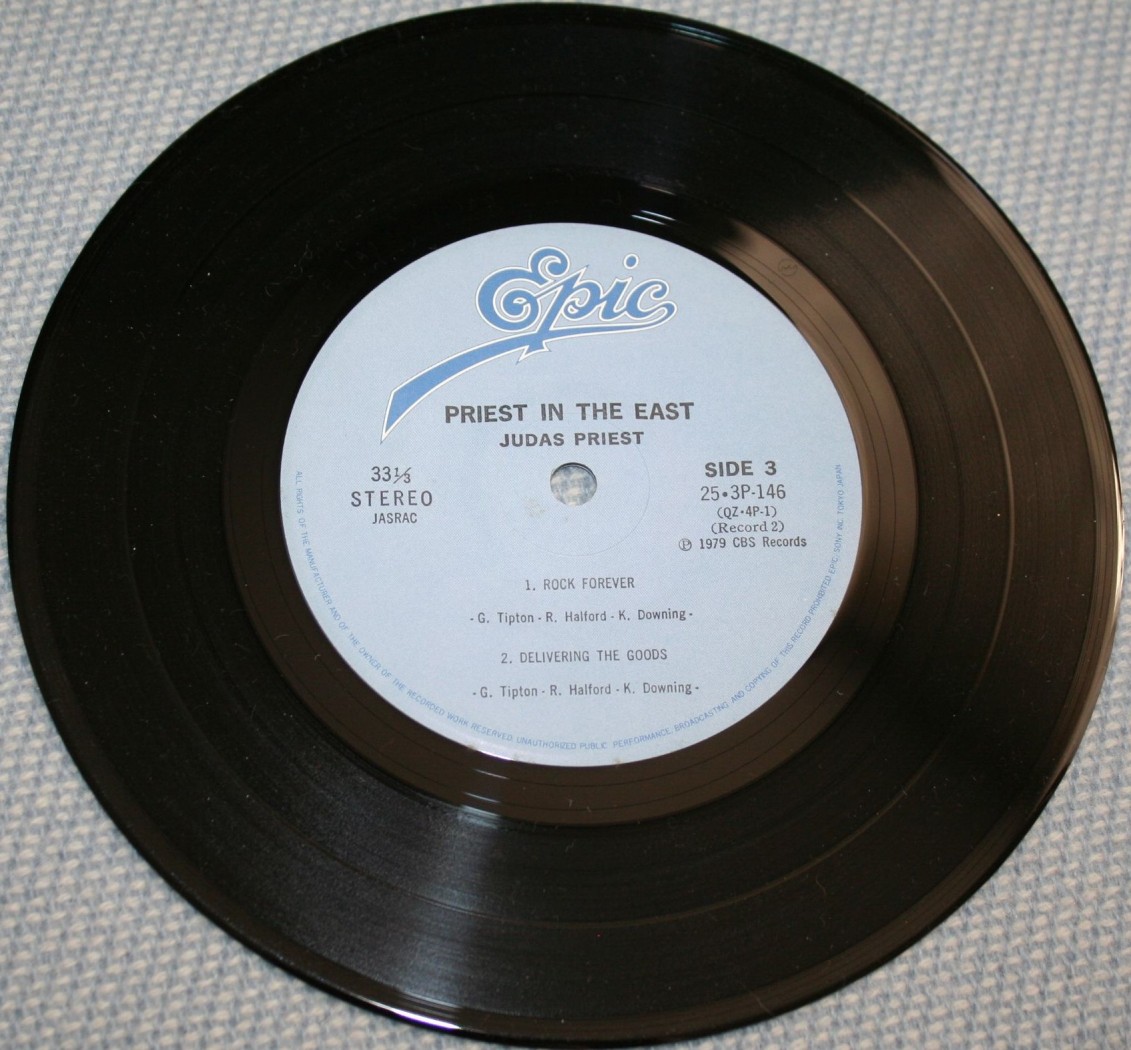 Epic
PRIEST IN THE EAST
JUDAS PRIEST
33⅓
STEREO
JASRAC
SIDE 3
25•3P-146
(QZ•4P-1)
(Record 2)
Ⓟ 1979 CBS Records
1. ROCK FOREVER
-G. Tipton - R. Halford - K. Downing-
2. DELIVERING THE GOODS
-G. Tipton - R. Halford - K. Downing-
ALL RIGHTS OF THE MANUFACTURER AND OF THE OWNER OF THE RECORDED WORK RESERVED. UNAUTHORIZED PUBLIC PERFORMANCE, BROADCASTING AND COPYING OF THIS RECORD PROHIBITED EPIC/SONY INC. TOKYO JAPAN